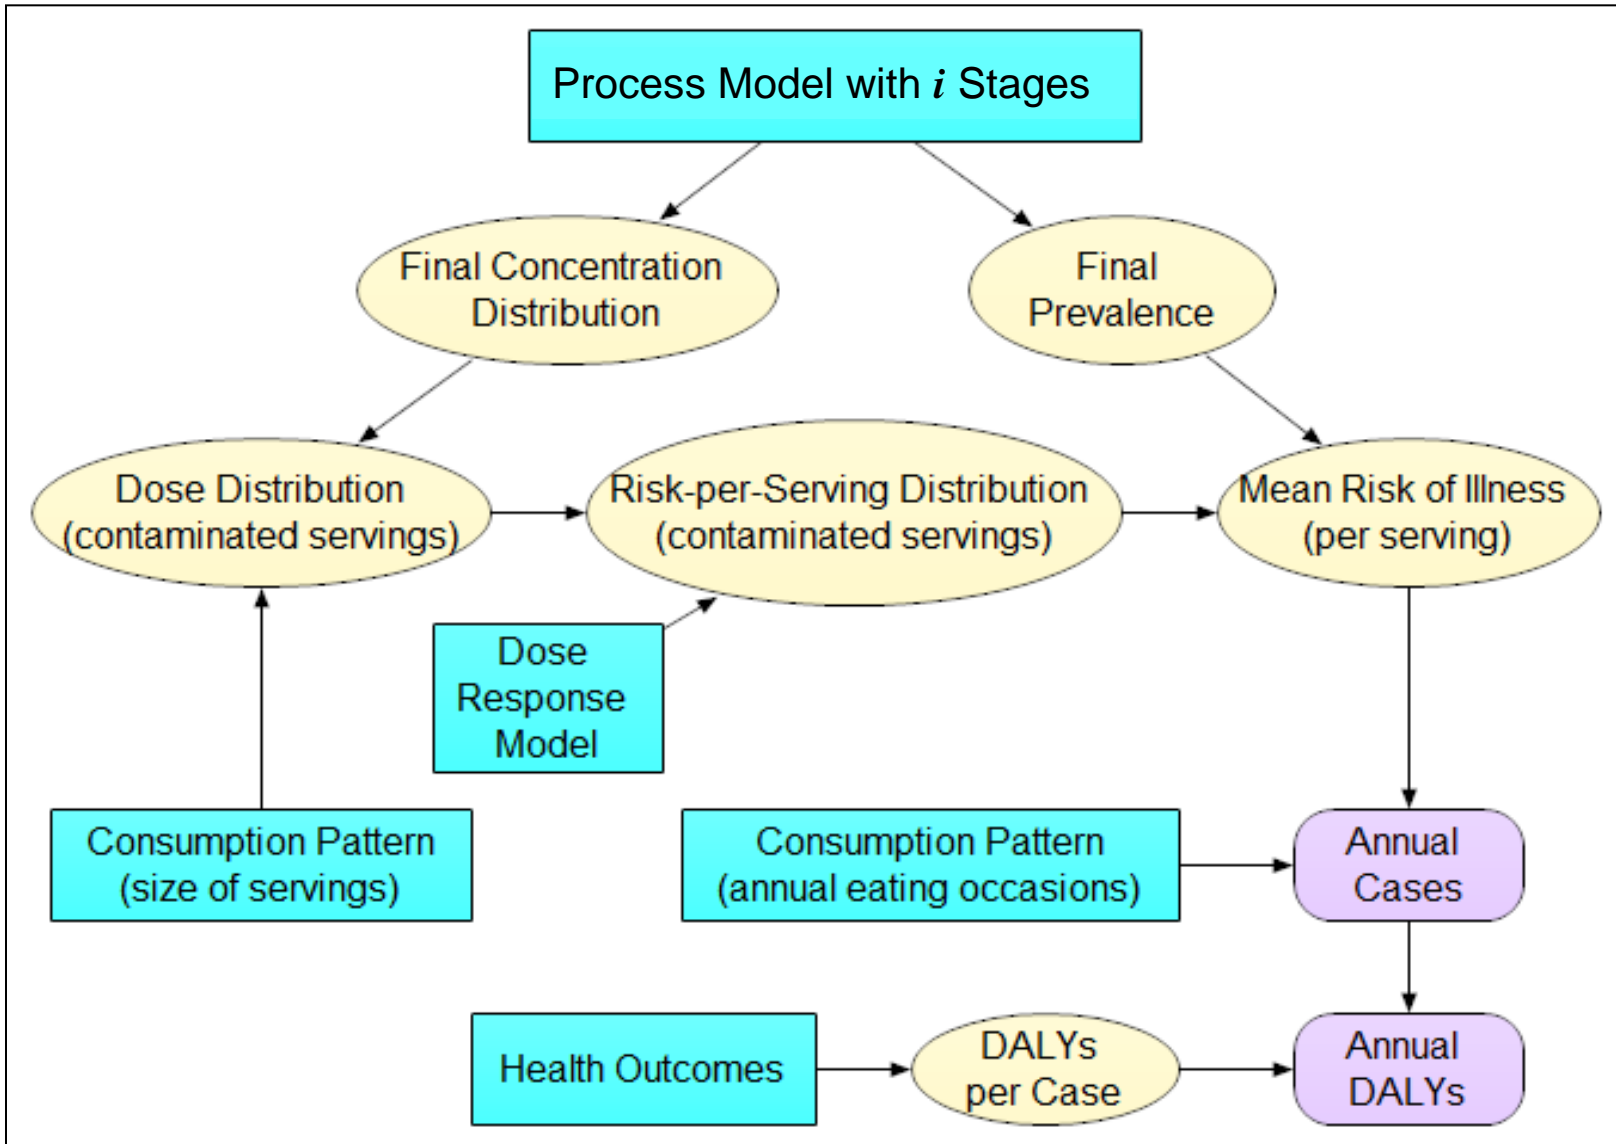 Process Model with i Stages
Final Concentration
Distribution
Final
Prevalence
Dose Distribution
(contaminated servings)
Risk-per-Serving Distribution
(contaminated servings)
Mean Risk of Illness
(per serving)
Dose
Response
Model
Consumption Pattern
(size of servings)
Consumption Pattern
(annual eating occasions)
Annual
Cases
Health Outcomes
DALYs
per Case
Annual
DALYs